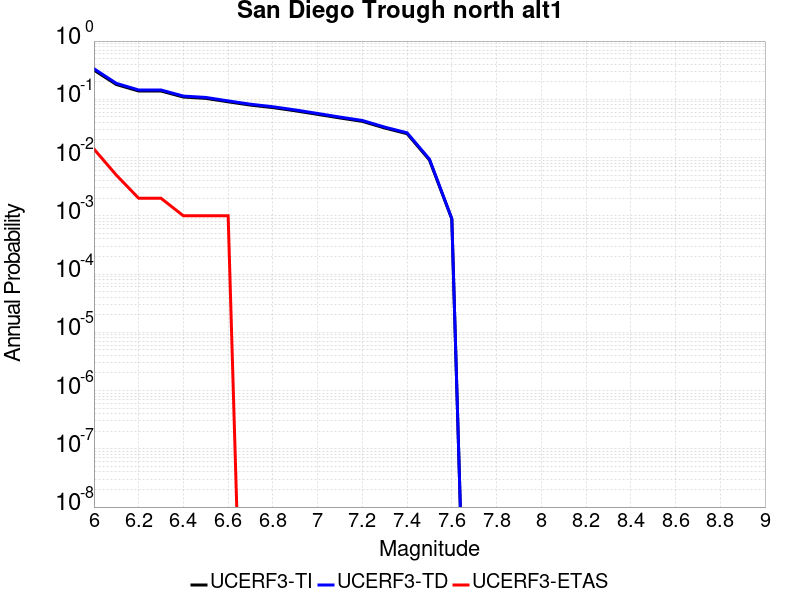 San Diego Trough north alt1
10^0
10^-1
10^-2
10^-3
10^-4
10^-5
10^-6
10^-7
10^-8
Annual Probability
6 6.2 6.4 6.6 6.8 7 7.2 7.4 7.6 7.8 8 8.2 8.4 8.6 8.8 9
Magnitude
UCERF3-TI UCERF3-TD UCERF3-ETAS